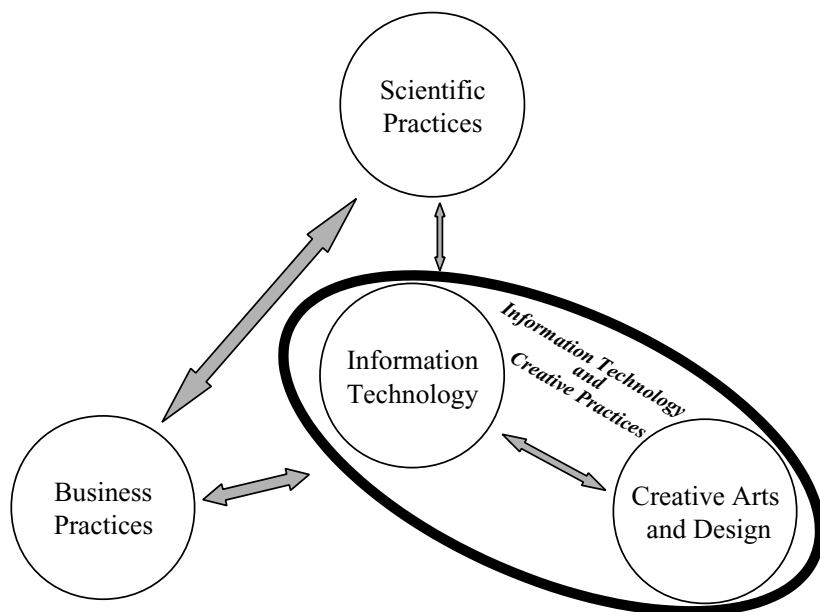 Scientific
Practices
Information Technology
and
Creative Practices
Information
Technology
Business
Practices
Creative Arts
and Design